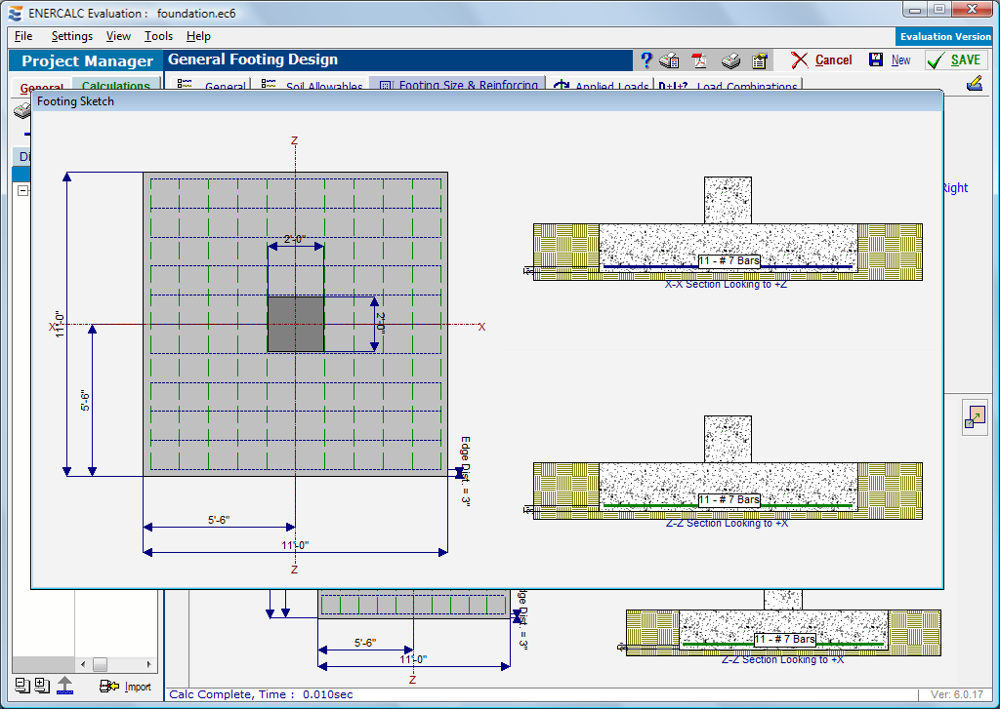 ENERCALC Evaluation :   foundation.ec6
File Settings View Tools Help
Evaluation Version
Project Manager
General Footing Design
?
Cancel
New
SAVE
General
Calculations
General
Soil Allowables
Footing Size & Reinforcing
Applied Loads
D+L+?
Load Combinations
Footing Sketch
Di
Right
Z
2'-0"
2'-0"
X
X
11'-0"
5'-6"
Edge Dist. = 3"
5'-6"
11'-0"
Z
11 - # 7 Bars
X-X Section Looking to +Z
11 - # 7 Bars
Z-Z Section Looking to +X
dge Dist. = 3"
5'-6"
11'-0"
Z
11 - # 7 Bars
Z-Z Section Looking to +X
Import
Calc Complete, Time :  0.010sec
Ver: 6.0.17